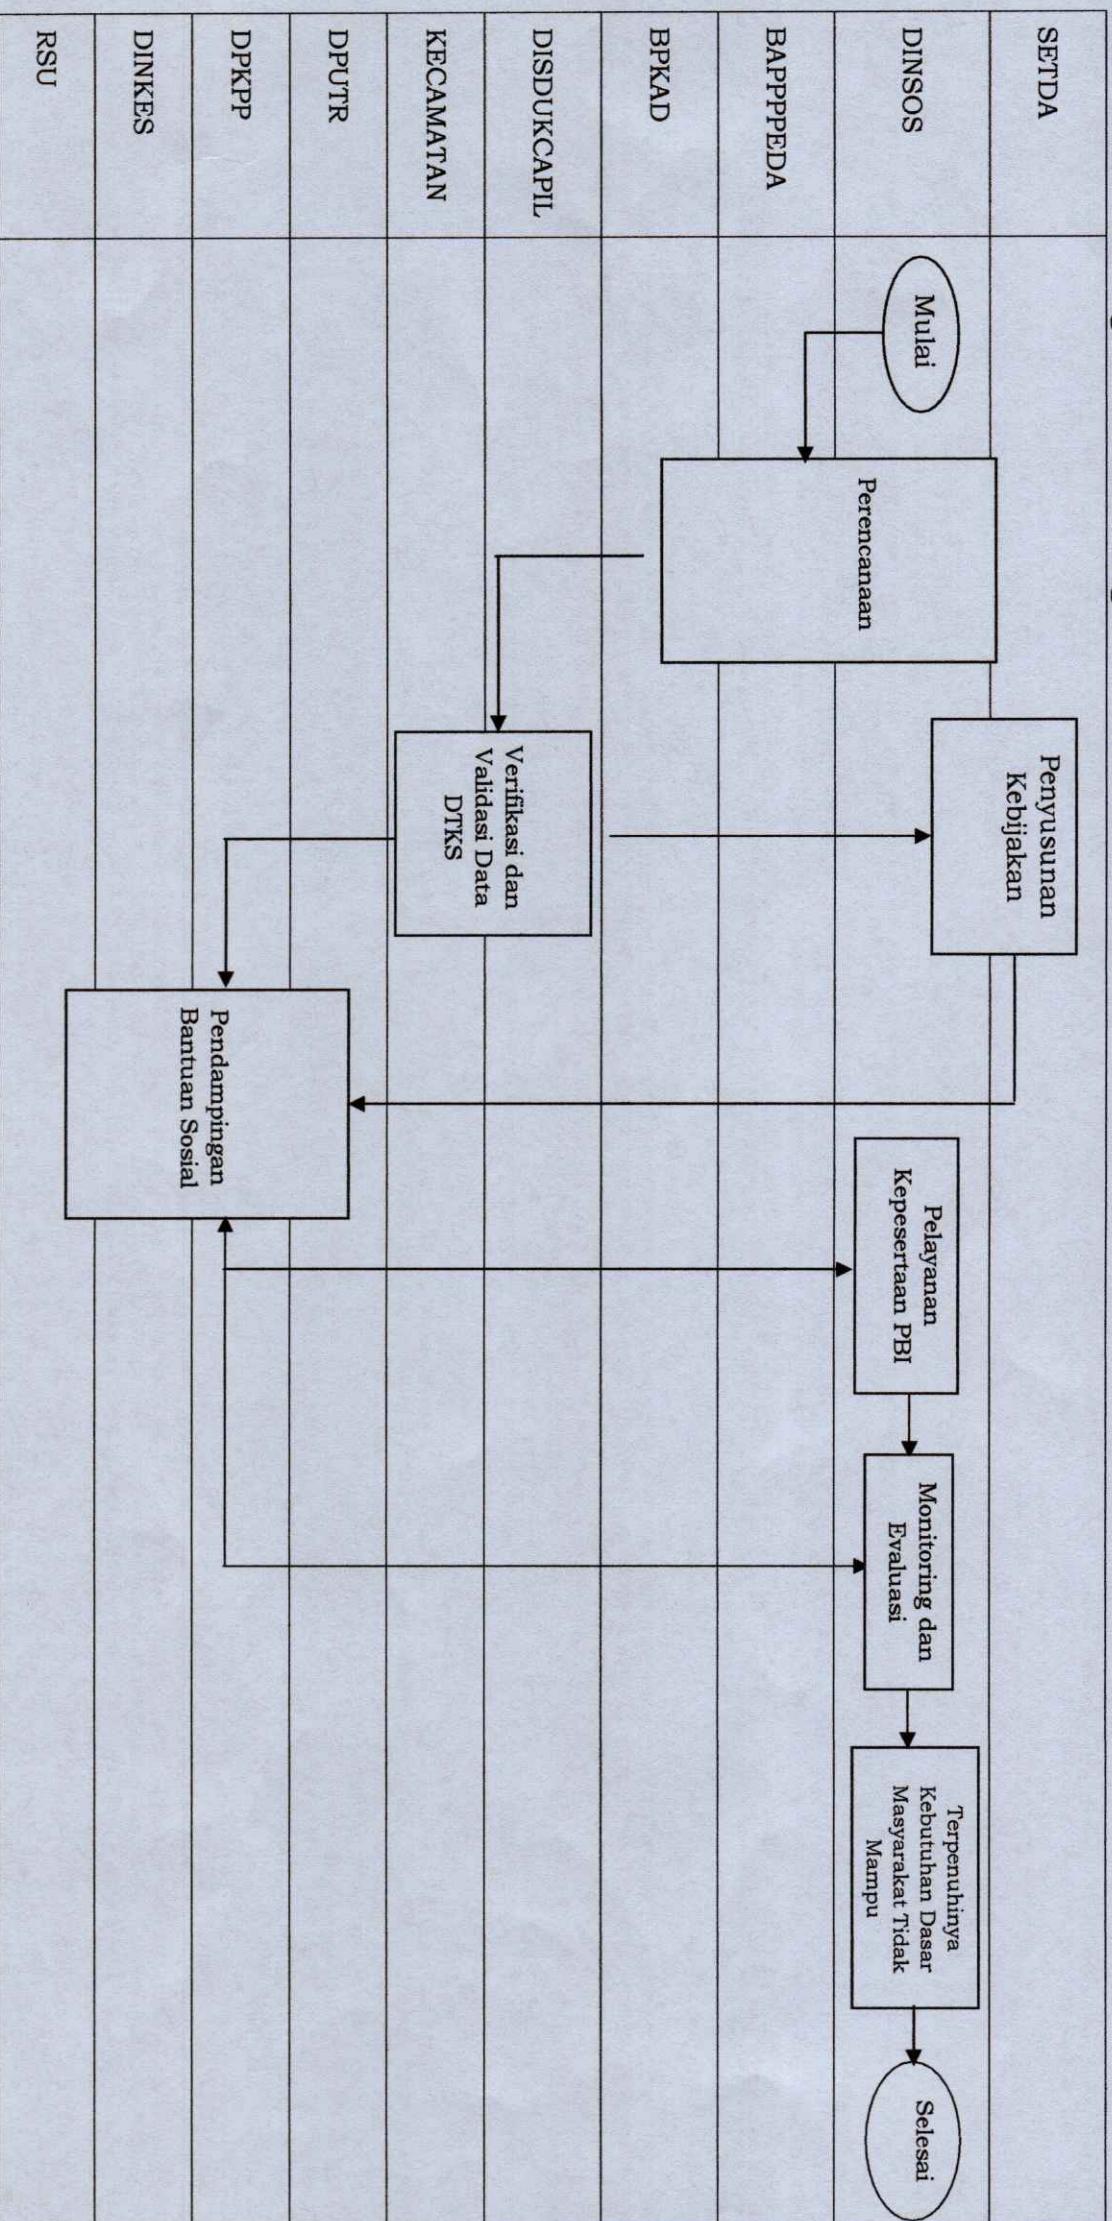 SETDA
DINSOS
BAPPPEDA
BPKAD
DISDUKCAPIL
KECAMATAN
DPUTR
DPKPP
DINKES
RSU
Mulai
Perencanaan
Penyusunan
Kebijakan
Verifikasi dan
Validasi Data
DTKS
Pendampingan
Bantuan Sosial
Pelayanan
Kepesertaan PBI
Monitoring dan
Evaluasi
Terpenuhinya
Kebutuhan Dasar
Masyarakat Tidak
Mampu
Selesai